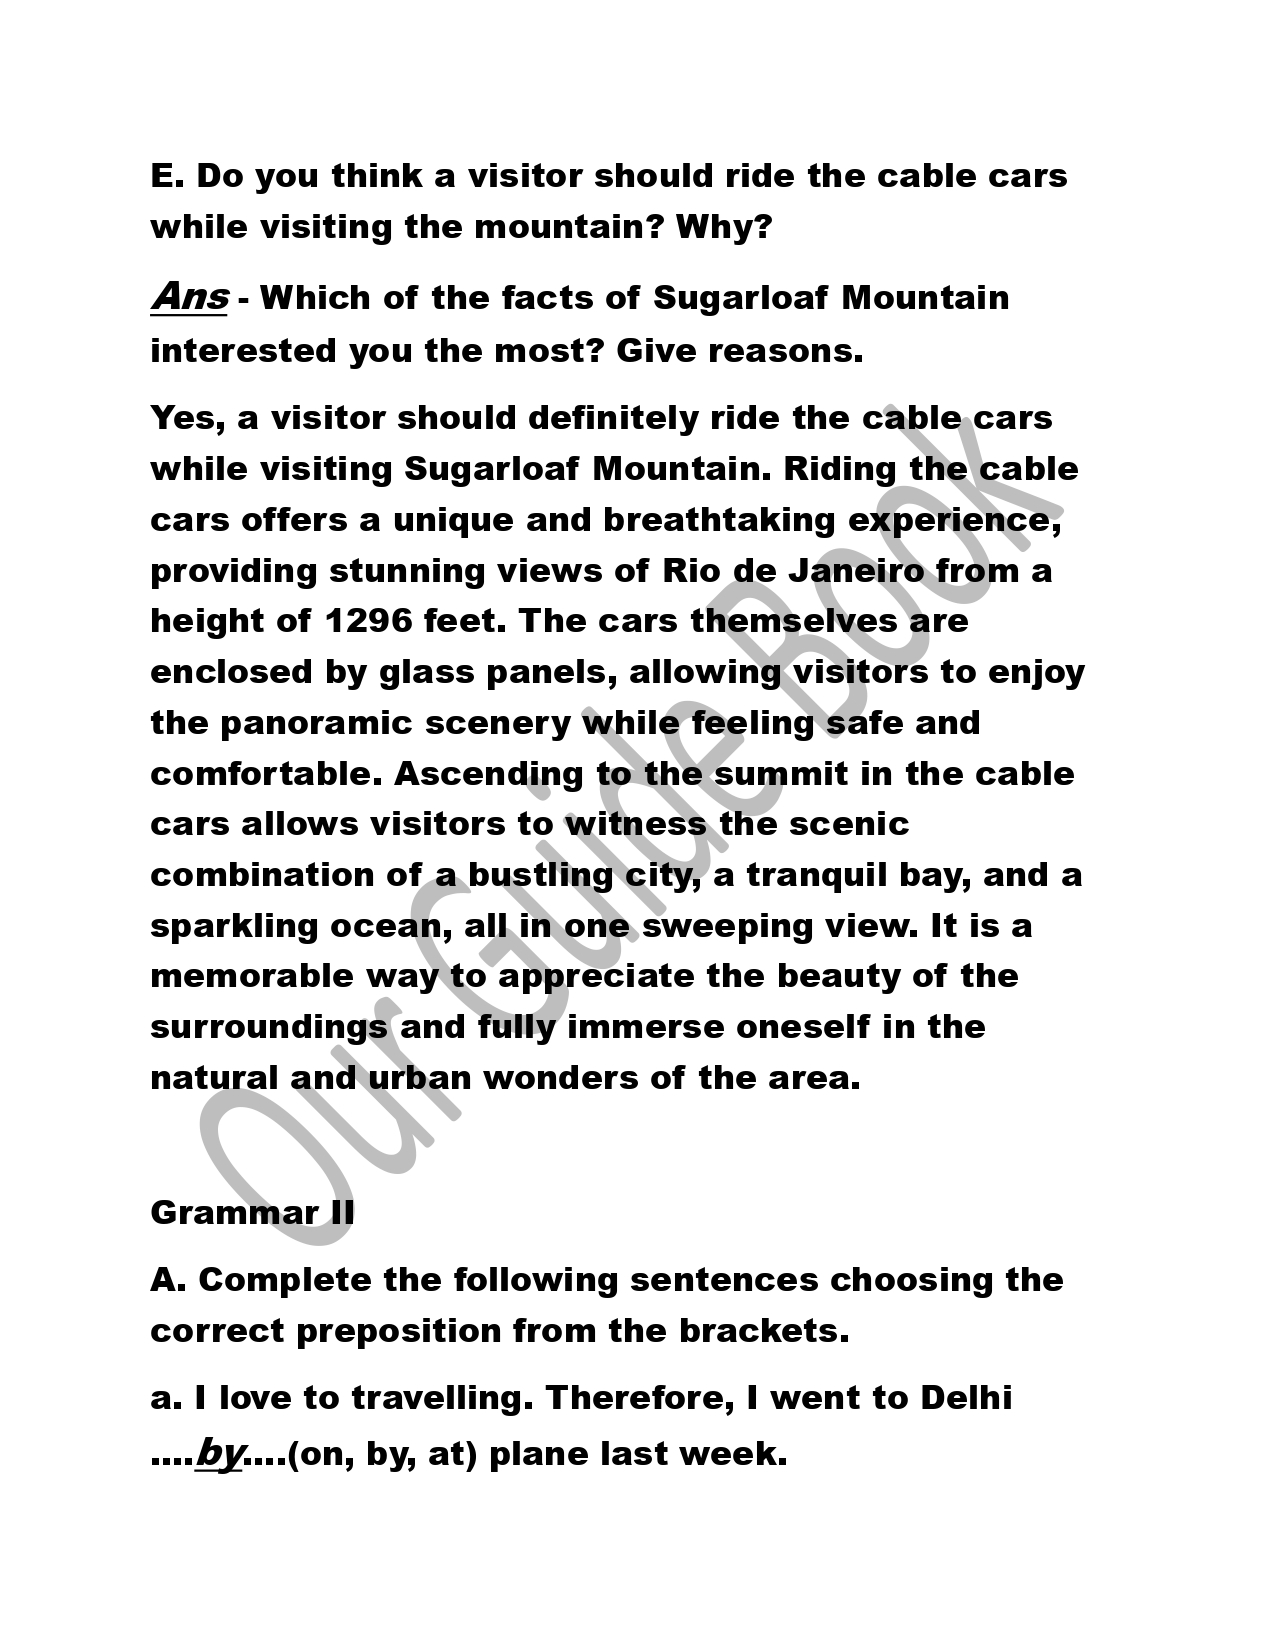 E. Do you think a visitor should ride the cable cars
while visiting the mountain? Why?
Ans - Which of the facts of Sugarloaf Mountain
interested you the most? Give reasons.
Yes, a visitor should definitely ride the cable cars
while visiting Sugarloaf Mountain. Riding the cable
cars offers a unique and breathtaking experience,
providing stunning views of Rio de Janeiro from a
height of 1296 feet. The cars themselves are
enclosed by glass panels, allowing visitors to enjoy
the panoramic scenery while feeling safe and
comfortable. Ascending to the summit in the cable
cars allows visitors to witness the scenic
combination of a bustling city, a tranquil bay, and a
sparkling ocean, all in one sweeping view. It is a
memorable way to appreciate the beauty of the
surroundings and fully immerse oneself in the
natural and urban wonders of the area.
Grammar II
A. Complete the following sentences choosing the
correct preposition from the brackets.
a. I love to travelling. Therefore, I went to Delhi
....by....(on, by, at) plane last week.
Our Guide Book